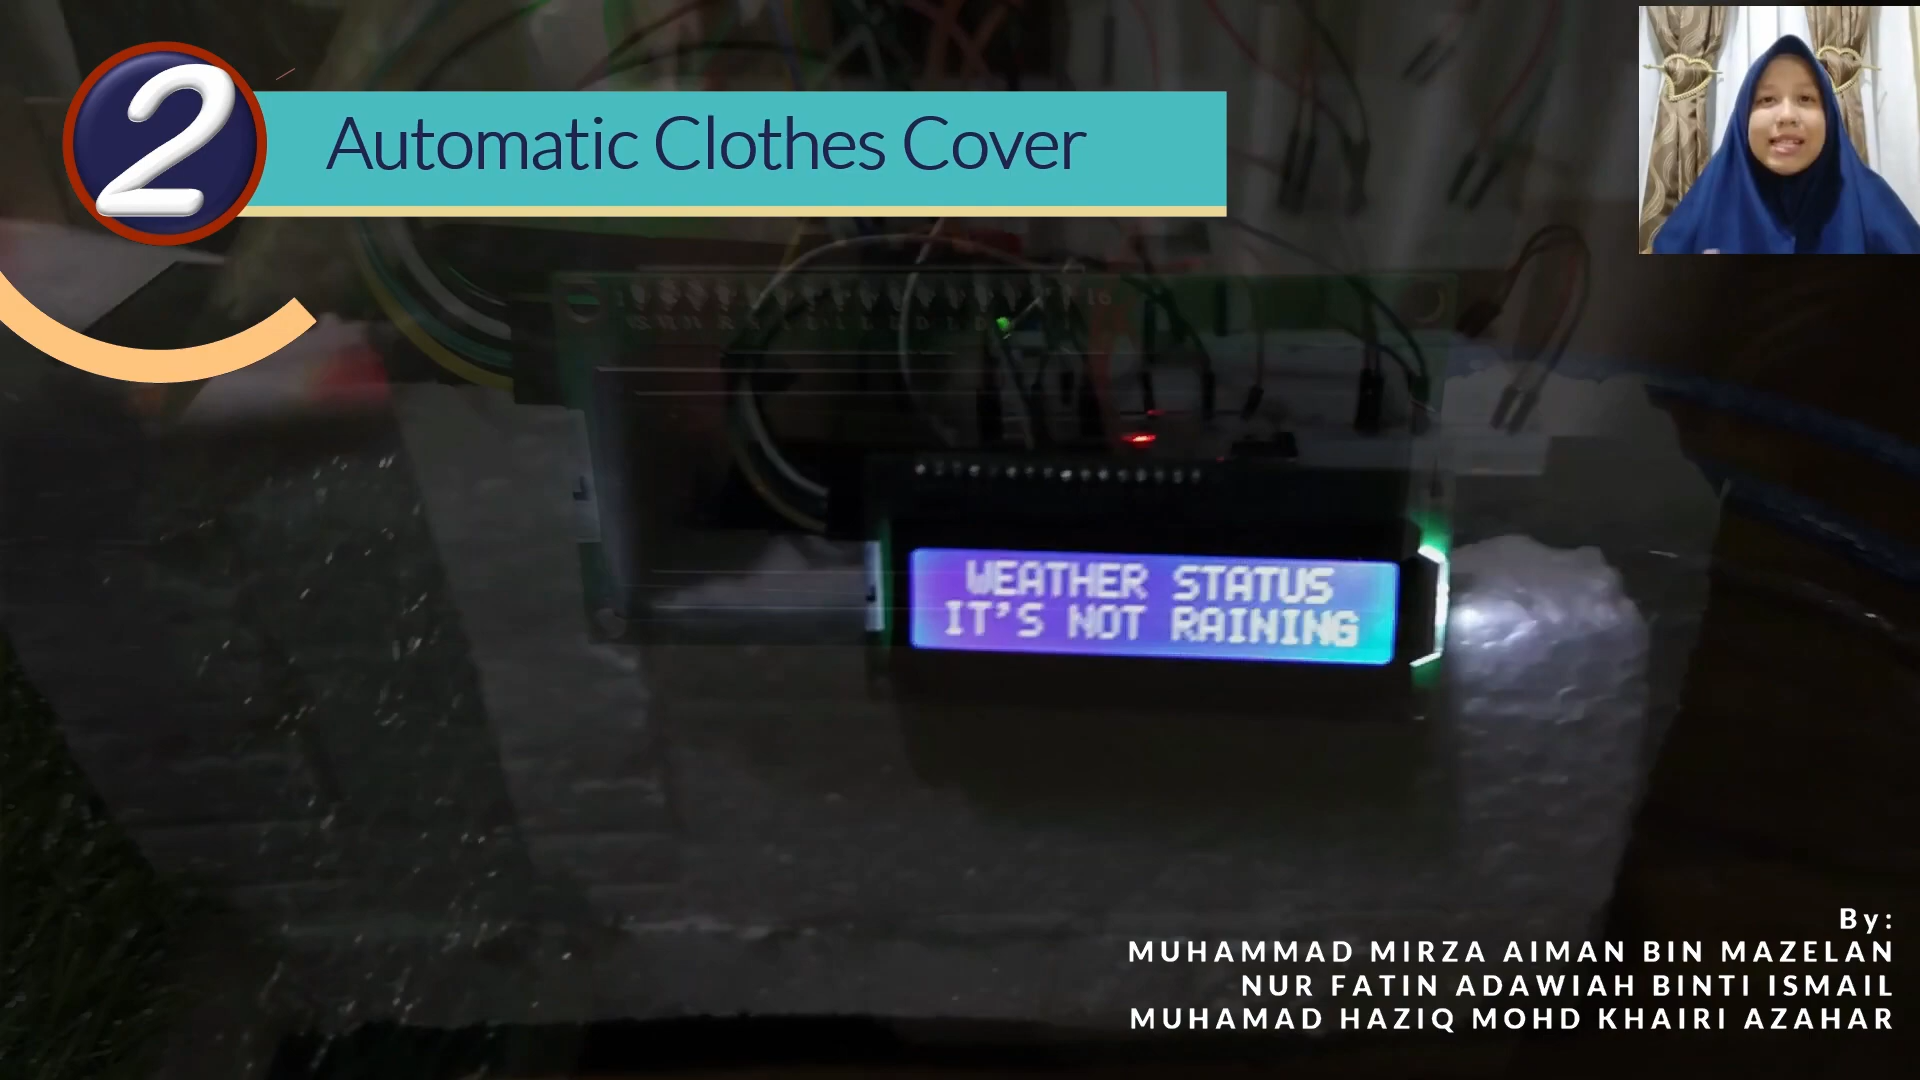 2
Automatic Clothes Cover
WEATHER STATUS
IT'S NOT RAINING
By:
MUHAMMAD MIRZA AIMAN BIN MAZELAN
NUR FATIN ADAWIAH BINTI ISMAIL
MUHAMAD HAZIQ MOHD KHAIRI AZAHAR